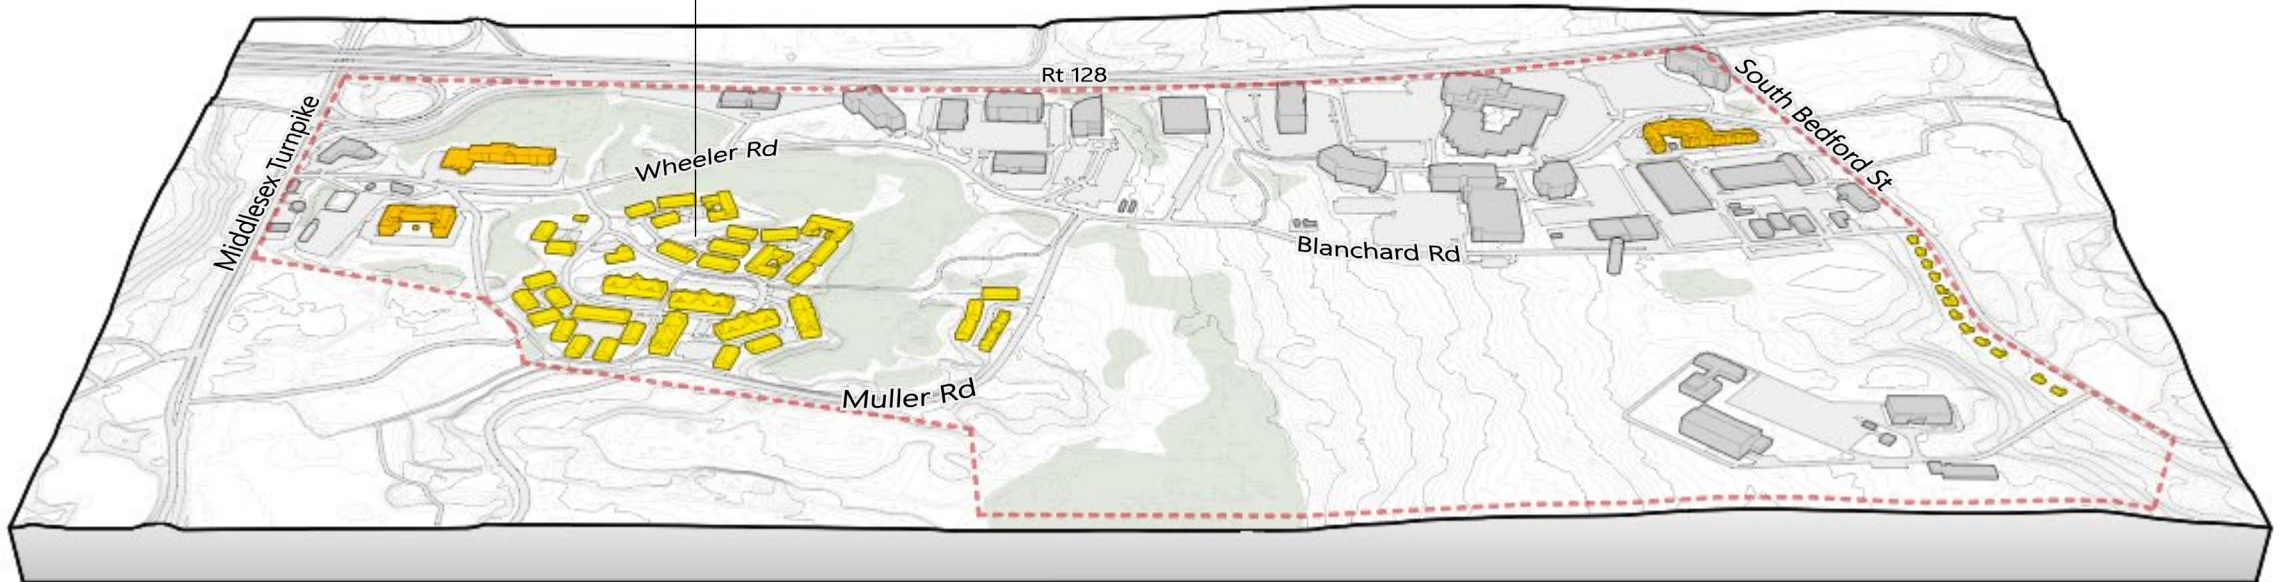 Rt 128
South Bedford St
Middlesex Turnpike
Wheeler Rd
Blanchard Rd
Muller Rd